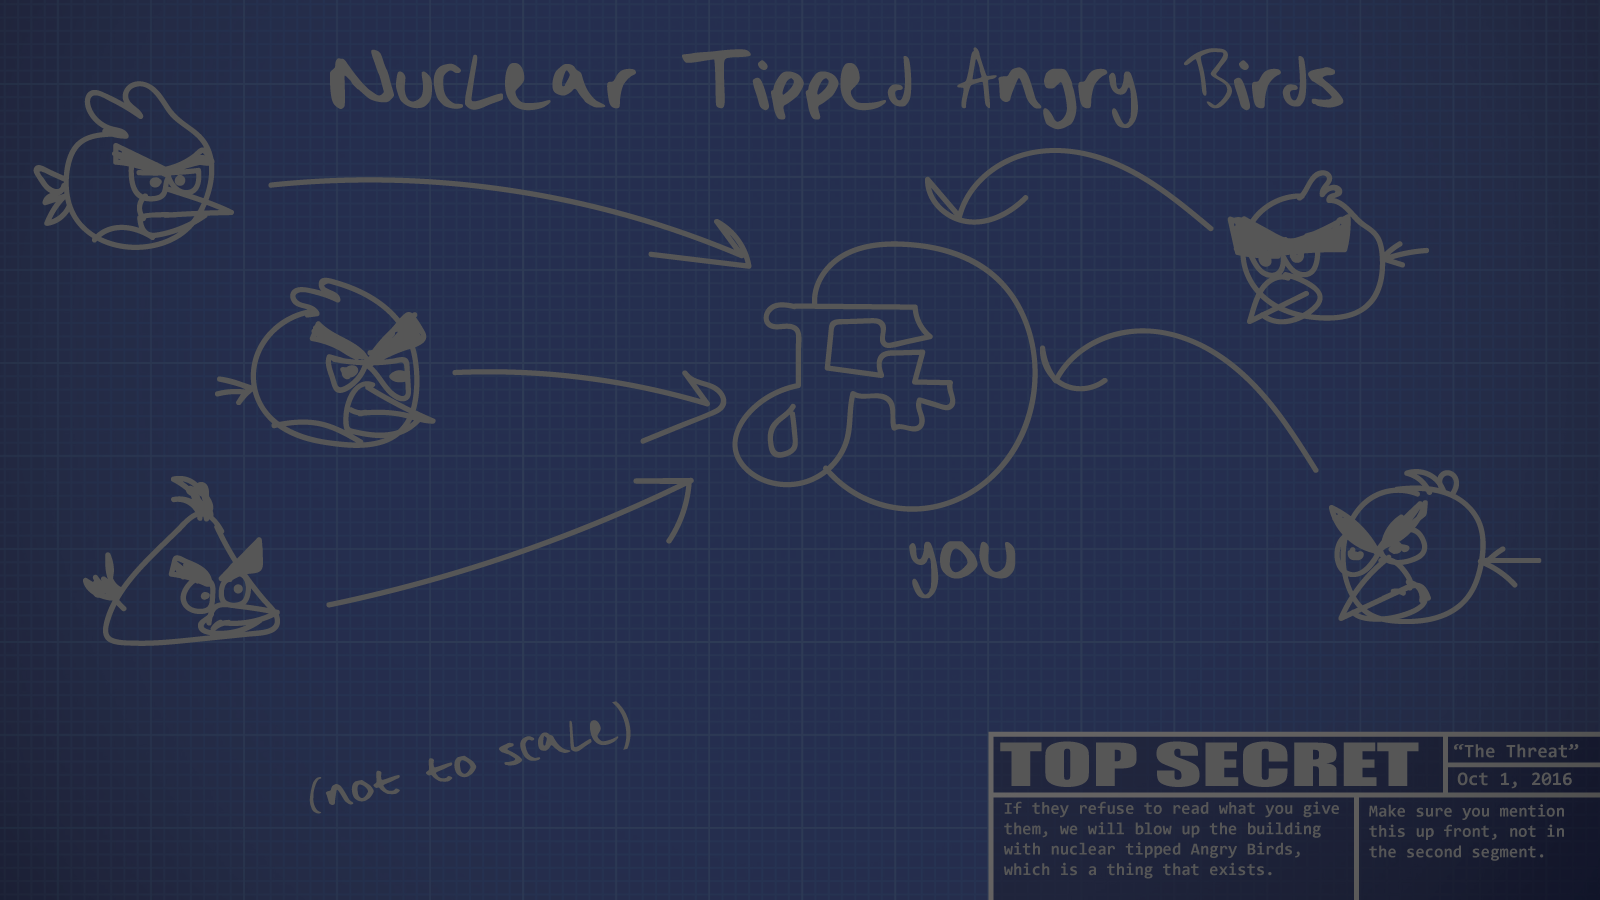 Nuclear Tipped Angry Birds
you
(not to scale)
TOP SECRET
“The Threat”
Oct 1, 2016
If they refuse to read what you give
them, we will blow up the building
with nuclear tipped Angry Birds,
which is a thing that exists.
Make sure you mention
this up front, not in
the second segment.